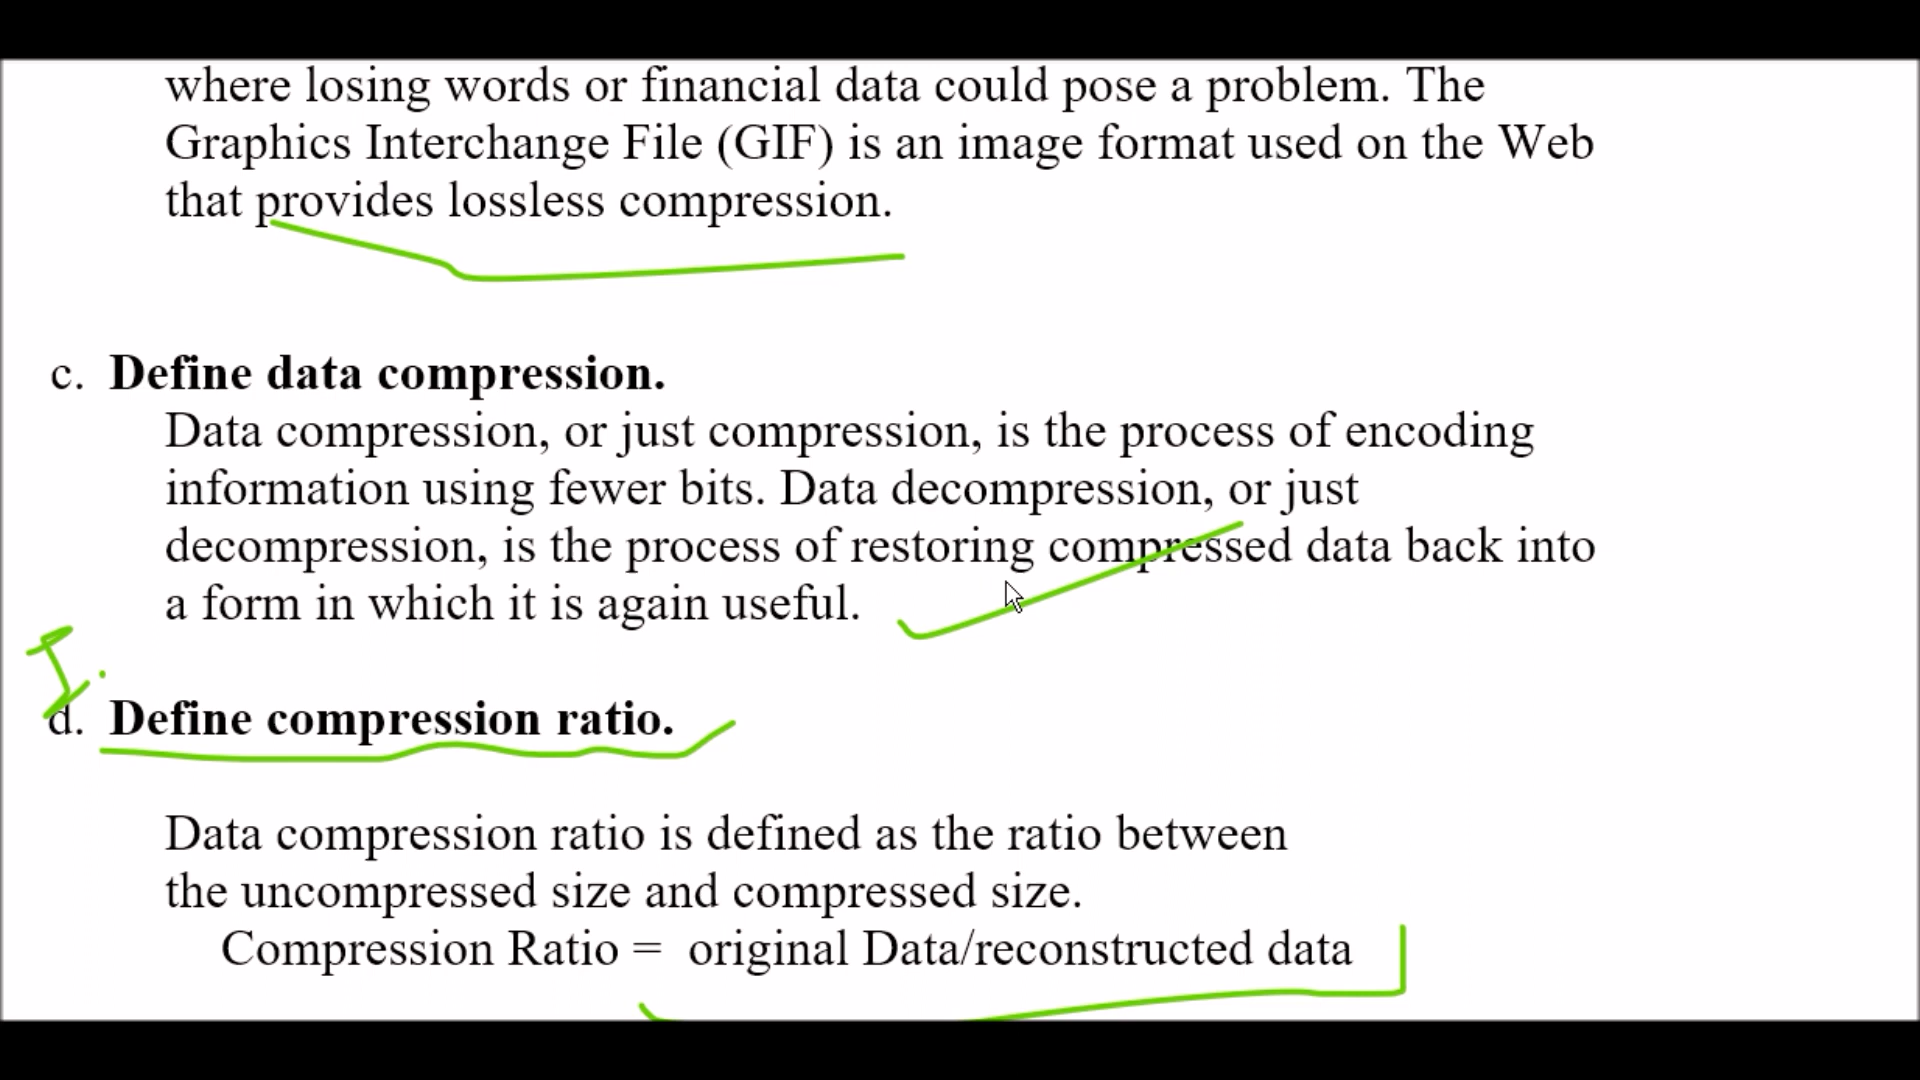 where losing words or financial data could pose a problem. The
Graphics Interchange File (GIF) is an image format used on the Web
that provides lossless compression.
c. Define data compression.
Data compression, or just compression, is the process of encoding
information using fewer bits. Data decompression, or just
decompression, is the process of restoring compressed data back into
a form in which it is again useful.
d. Define compression ratio.
Data compression ratio is defined as the ratio between
the uncompressed size and compressed size.
Compression Ratio = original Data/reconstructed data